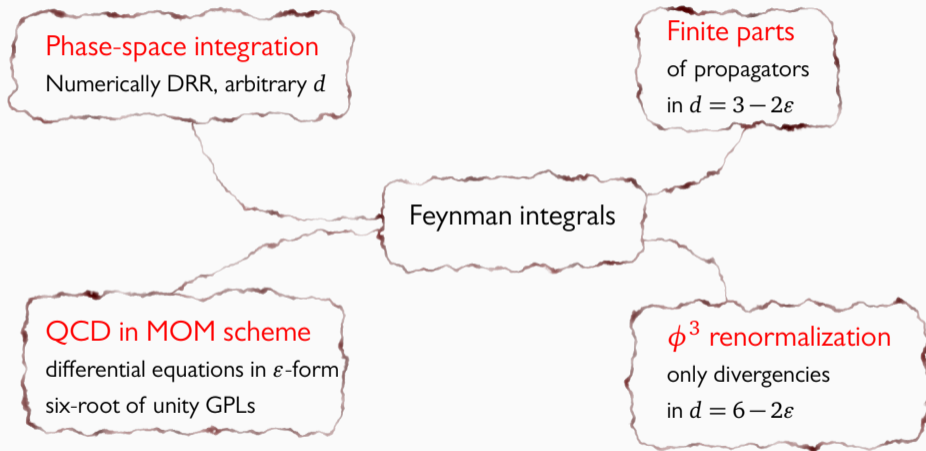 Phase-space integration
Numerically DRR, arbitrary d
Finite parts
of propagators
in d = 3 − 2ε
Feynman integrals
QCD in MOM scheme
differential equations in ε-form
six-root of unity GPLs
ϕ³ renormalization
only divergencies
in d = 6 − 2ε